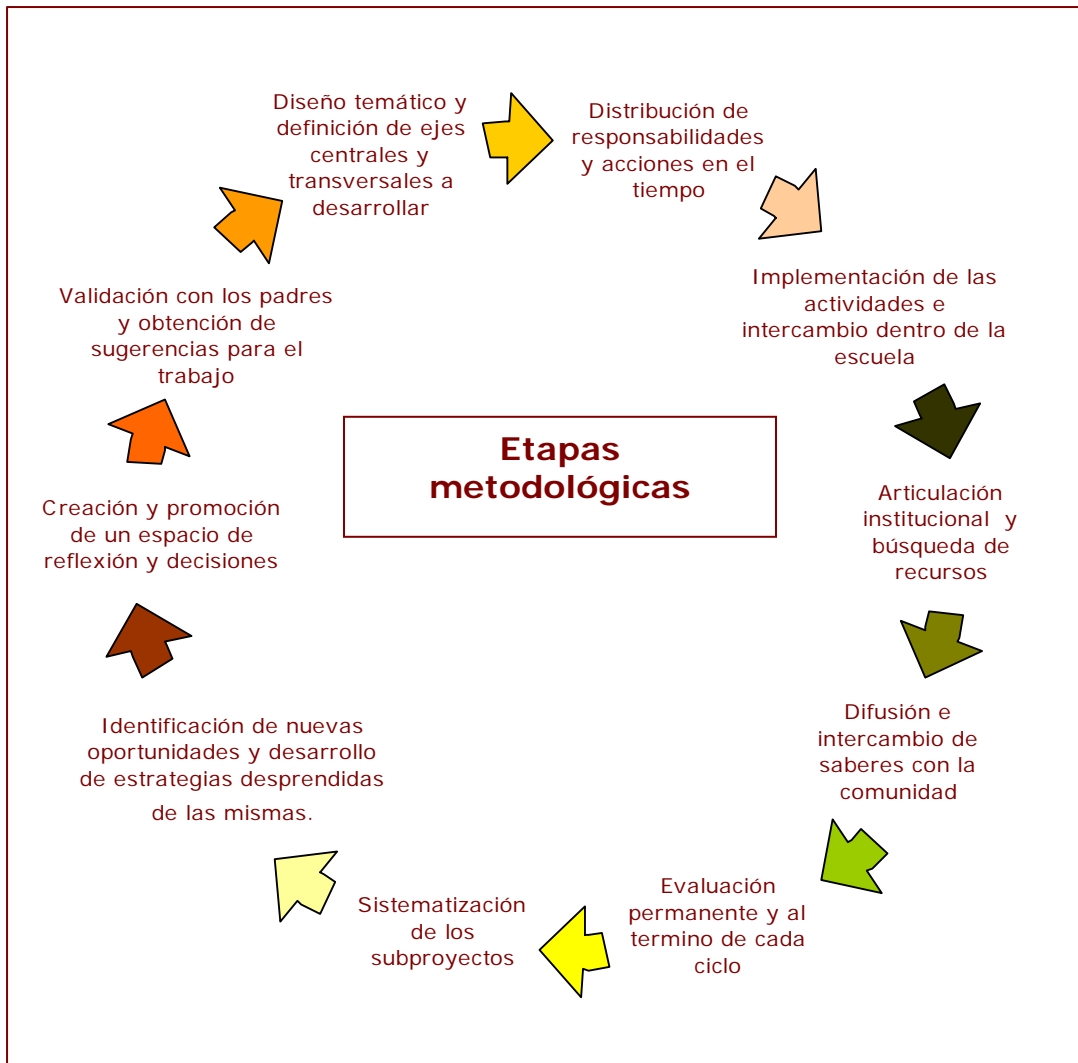 Diseño temático y
definición de ejes
centrales y
transversales a
desarrollar
Distribución de
responsabilidades
y acciones en el
tiempo
Implementación de las
actividades e
intercambio dentro de la
escuela
Articulación
institucional y
búsqueda de
recursos
Difusión e
intercambio de
saberes con la
comunidad
Evaluación
permanente y al
termino de cada
ciclo
Sistematización
de los
subproyectos
Identificación de nuevas
oportunidades y desarrollo
de estrategias desprendidas
de las mismas.
Creación y promoción
de un espacio de
reflexión y decisiones
Validación con los padres
y obtención de
sugerencias para el
trabajo
Etapas
metodológicas